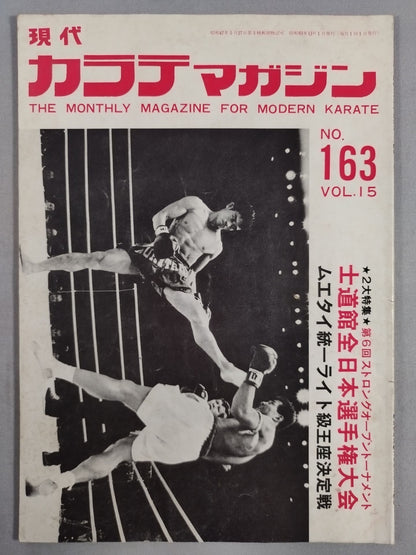 現代
カラテマガジン
THE MONTHLY MAGAZINE FOR MODERN KARATE
NO.
163
VOL.15
★2大特集★第6回ストロングオープントーナメント
士道館全日本選手権大会
ムエタイ統一ライト級王座決定戦